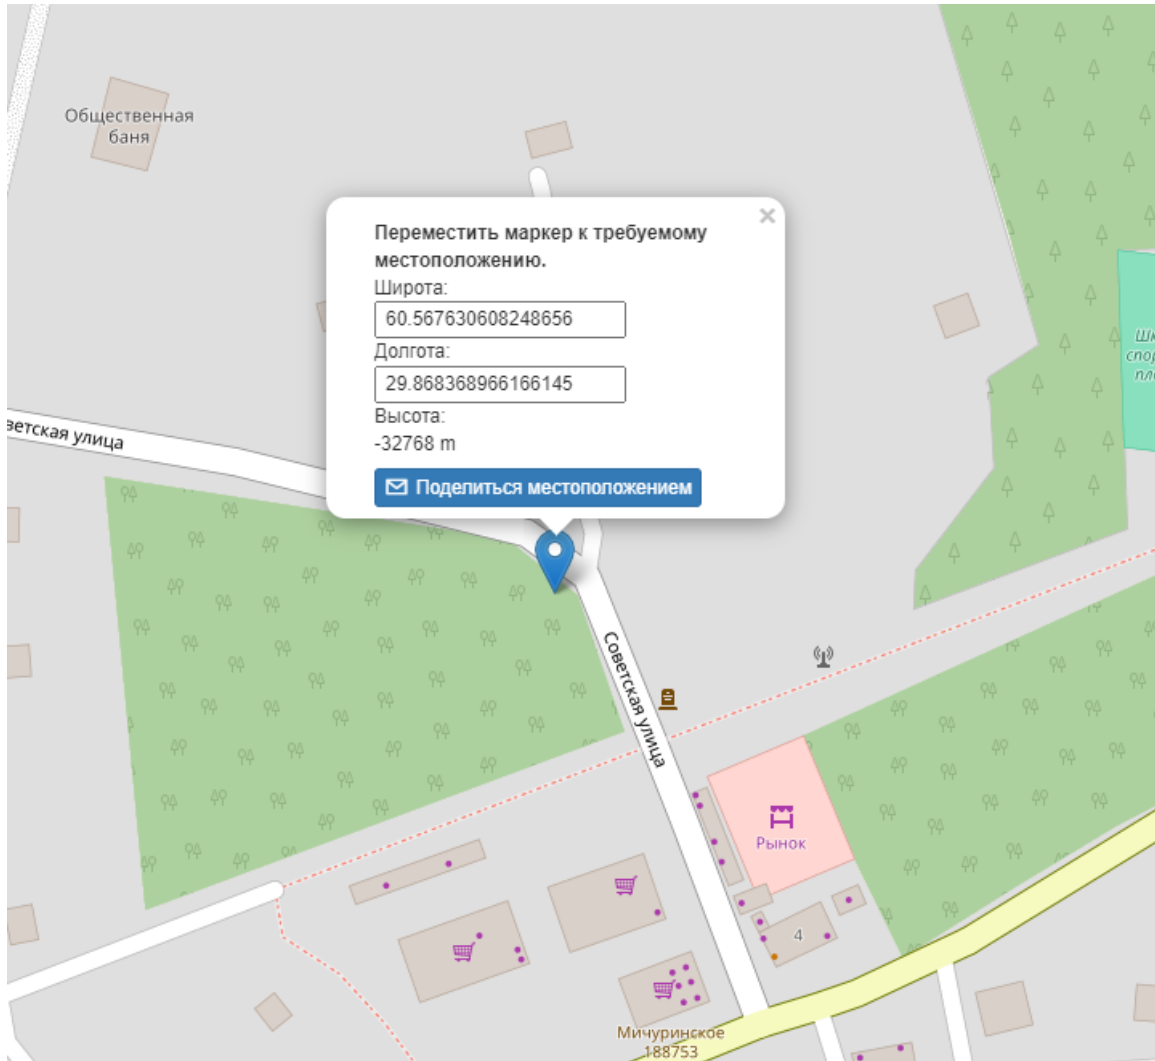 Общественная
баня
Переместить маркер к требуемому
местоположению.
Широта:
60.567630608248656
Долгота:
29.868368966166145
Высота:
-32768 m
Поделиться местоположением
ветская улица
Советская улица
Рынок
4
Мичуринское
188753